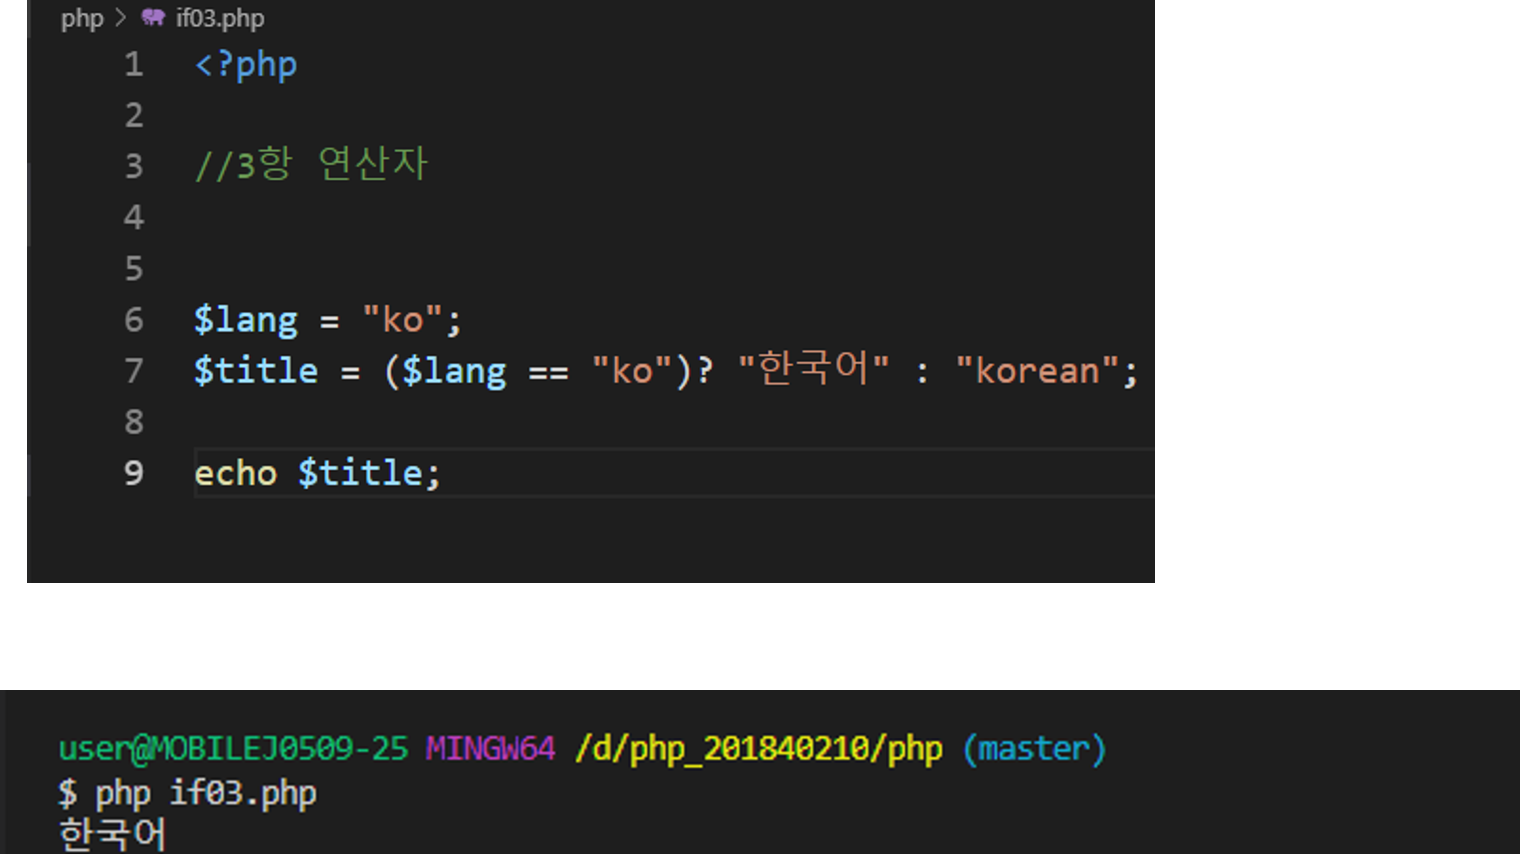 php > if03.php
1 <?php
2
3 //3항 연산자
4
5
6 $lang = "ko";
7 $title = ($lang == "ko")? "한국어" : "korean";
8
9 echo $title;
user@MOBILEJ0509-25 MINGW64 /d/php_201840210/php (master)
$ php if03.php
한국어